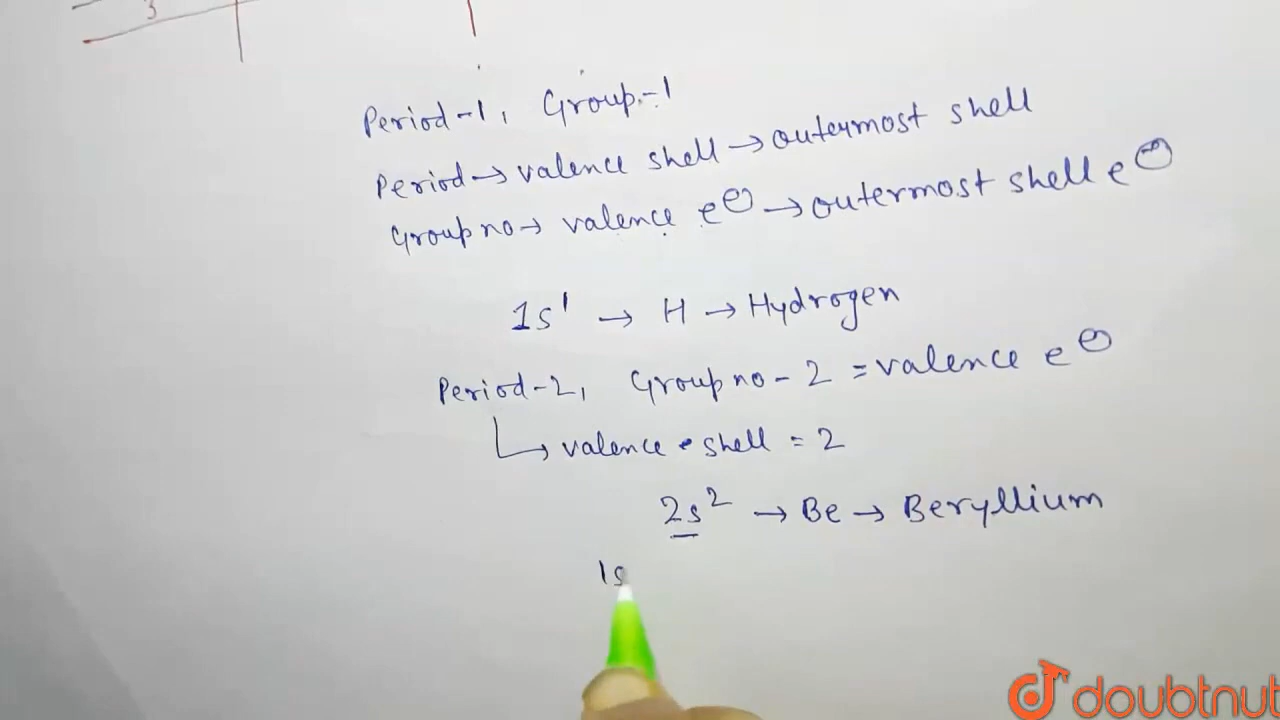 3
Period-1, Group-1
Period→ valence shell → outermost shell
Group no→ valence e⊖ → outermost shell e⊖
1s¹ → H → Hydrogen
Period-2, Group no-2 = valence e⊖
↳ valence shell = 2
2s² → Be → Beryllium
1s
doubtnut